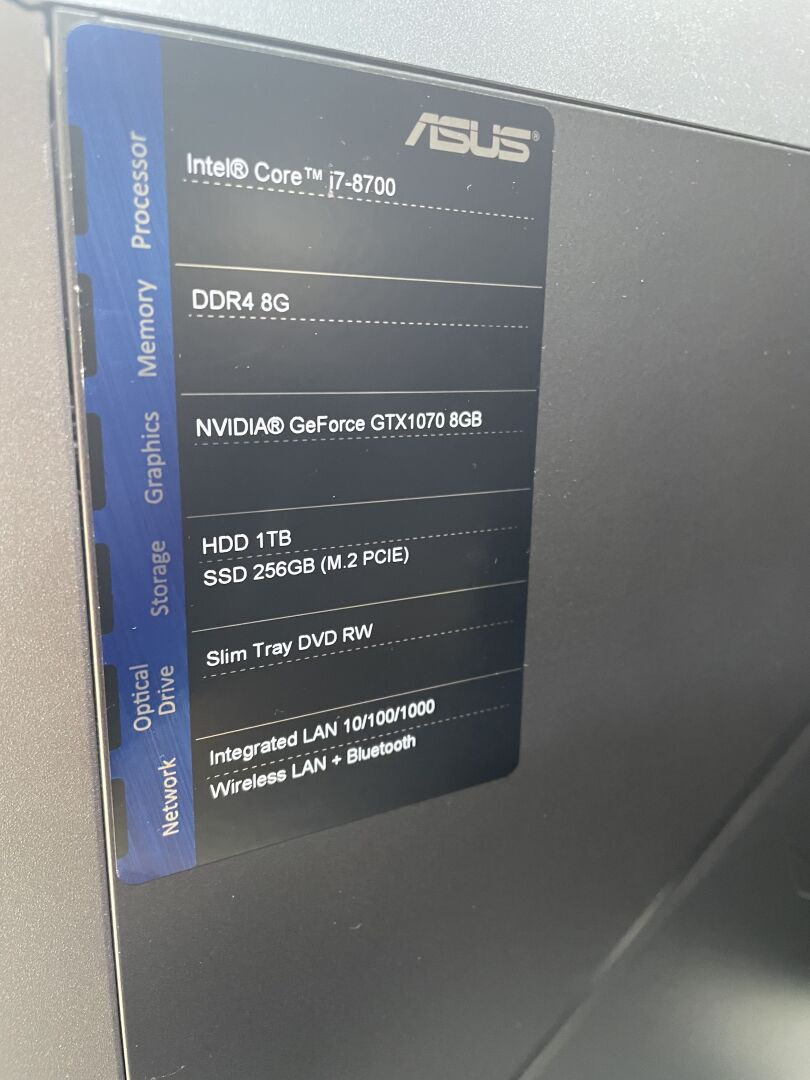 ASUS®
Processor
Intel® Core™ i7-8700
Memory
DDR4 8G
Graphics
NVIDIA® GeForce GTX1070 8GB
Storage
HDD 1TB
SSD 256GB (M.2 PCIE)
Optical
Drive
Slim Tray DVD RW
Network
Integrated LAN 10/100/1000
Wireless LAN + Bluetooth